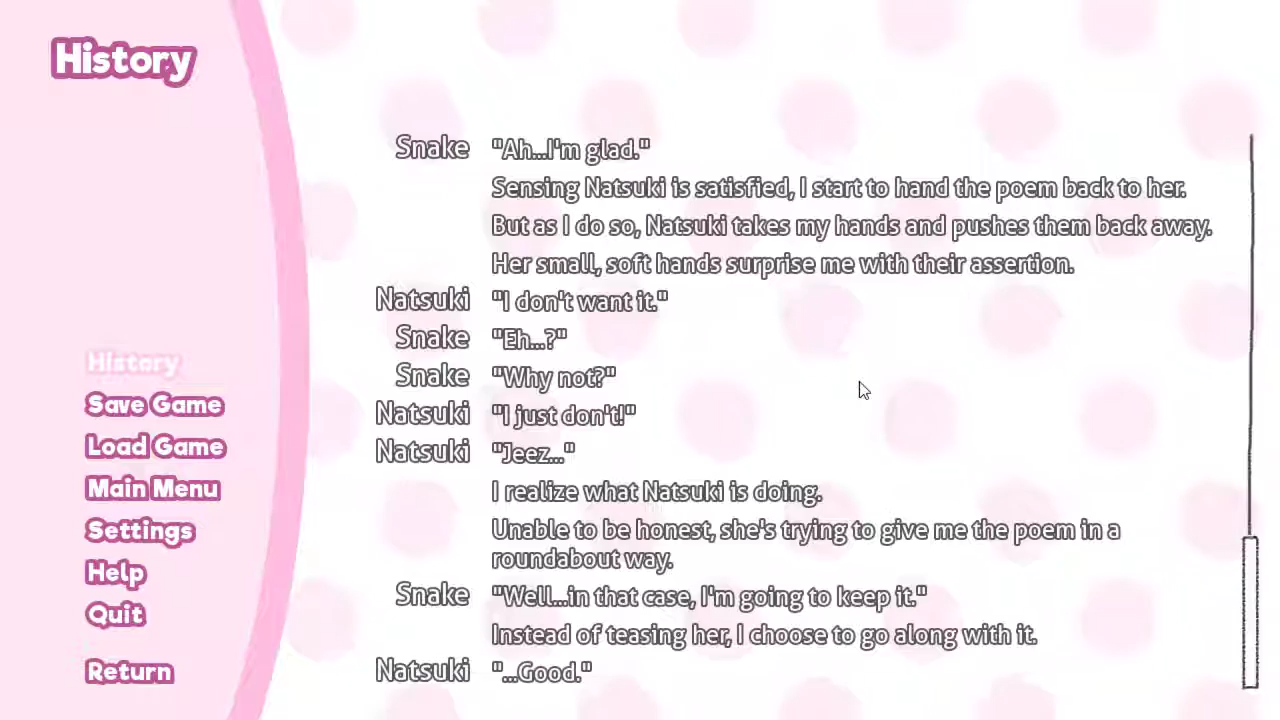 History
Snake "Ah...I'm glad."
Sensing Natsuki is satisfied, I start to hand the poem back to her.
But as I do so, Natsuki takes my hands and pushes them back away.
Her small, soft hands surprise me with their assertion.
Natsuki "I don't want it."
Snake "Eh...?"
Snake "Why not?"
Natsuki "I just don't!"
Natsuki "Jeez..."
I realize what Natsuki is doing.
Unable to be honest, she's trying to give me the poem in a
roundabout way.
Snake "Well...in that case, I'm going to keep it."
Instead of teasing her, I choose to go along with it.
Natsuki "...Good."
History
Save Game
Load Game
Main Menu
Settings
Help
Quit
Return